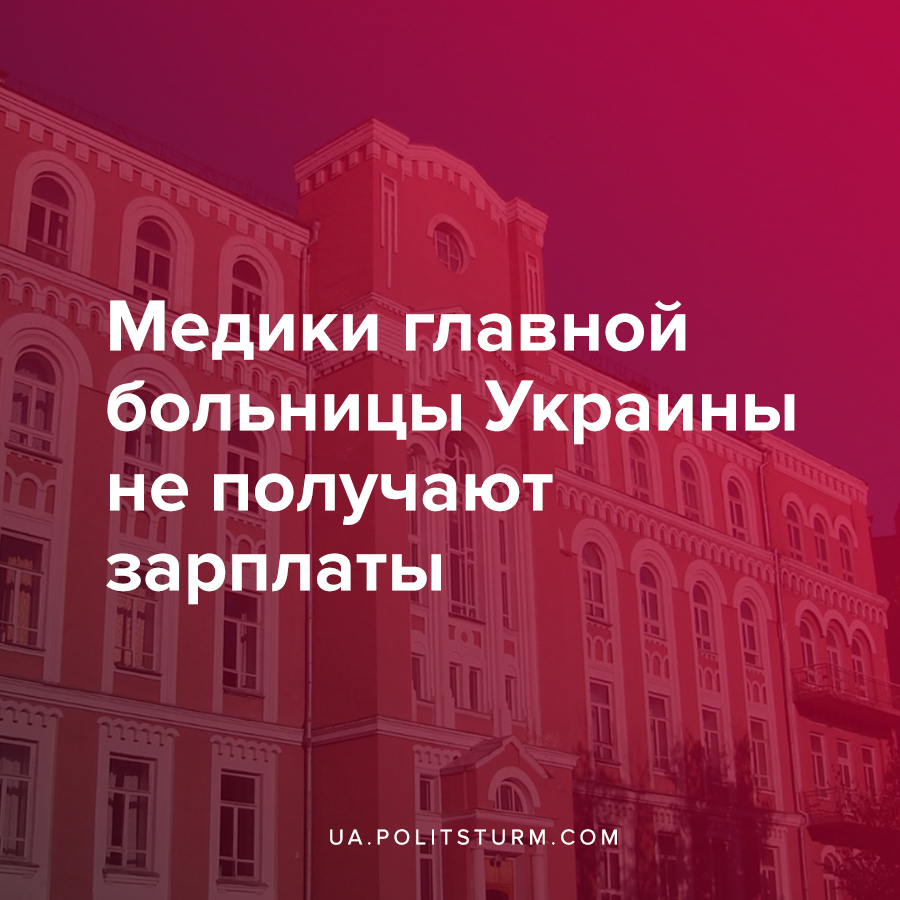 Медики главной
больницы Украины
не получают
зарплаты
UA.POLITSTURM.COM